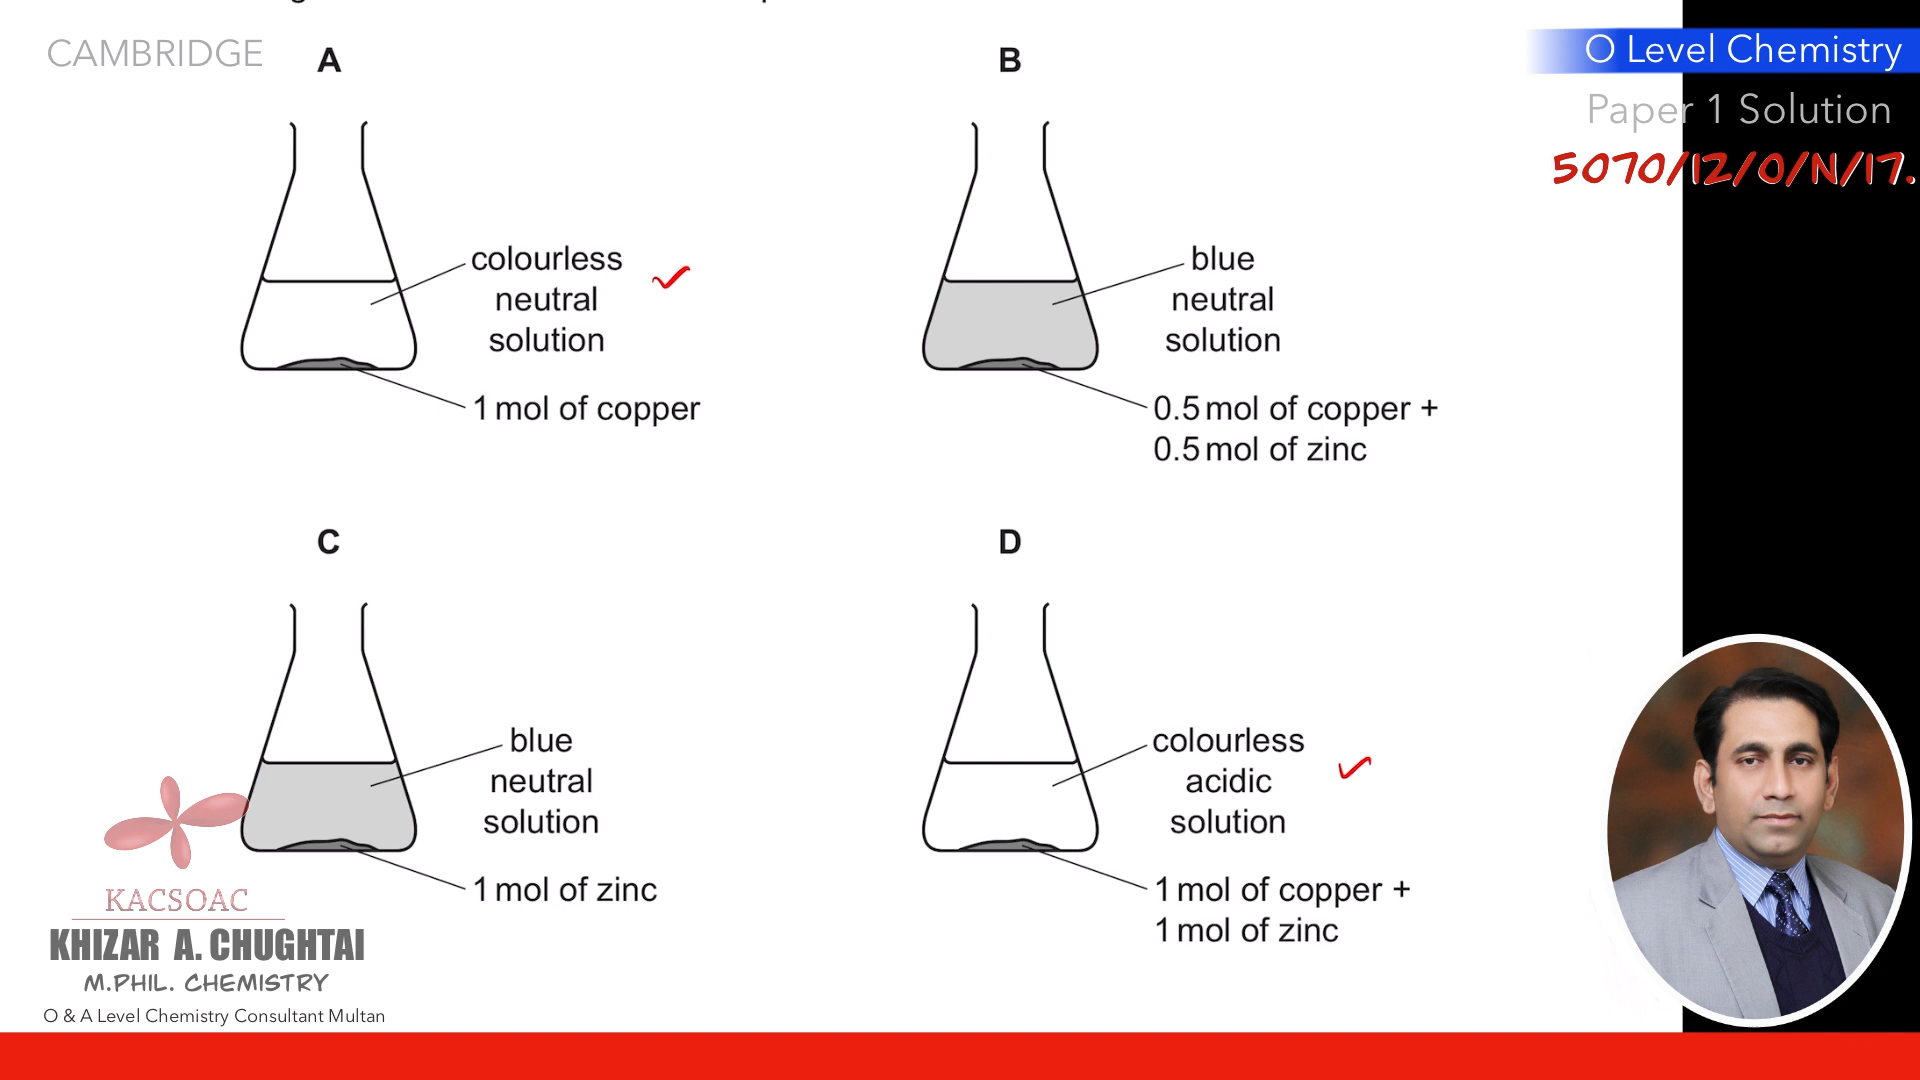 CAMBRIDGE
O Level Chemistry
Paper 1 Solution
5070/12/O/N/17.
A
colourless
neutral
solution
1 mol of copper
B
blue
neutral
solution
0.5 mol of copper +
0.5 mol of zinc
C
blue
neutral
solution
1 mol of zinc
D
colourless
acidic
solution
1 mol of copper +
1 mol of zinc
KACSOAC
KHIZAR A. CHUGHTAI
M.PHIL. CHEMISTRY
O & A Level Chemistry Consultant Multan